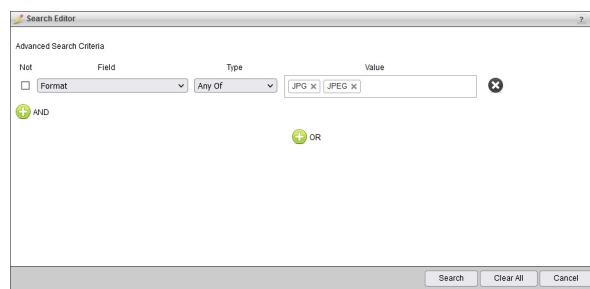 Search Editor ?
Advanced Search Criteria
Not Field Type Value
Format Any Of JPG × JPEG ×
AND
OR
Search Clear All Cancel